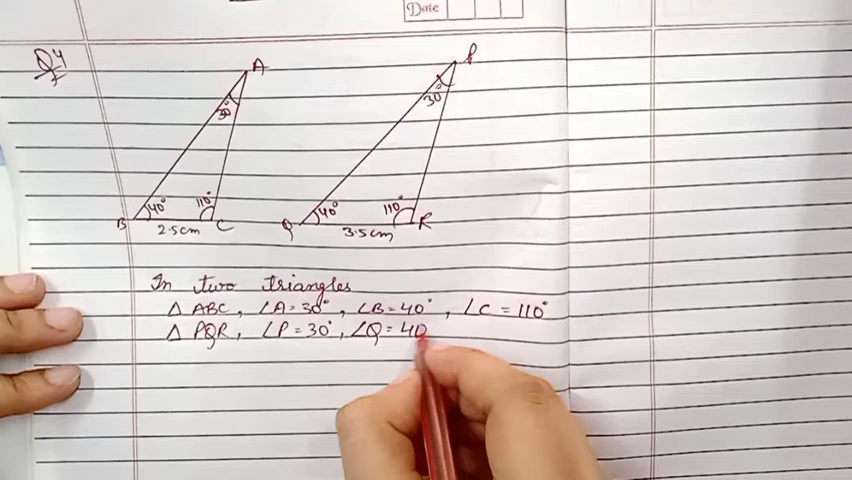 Date
Q4
A
P
30°
30°
40°
110°
40°
110°
B
C
Q
R
2.5cm
3.5cm
In two triangles
△ ABC, ∠A=30°, ∠B=40°, ∠C = 110°
△ PQR, ∠P=30°, ∠Q=40